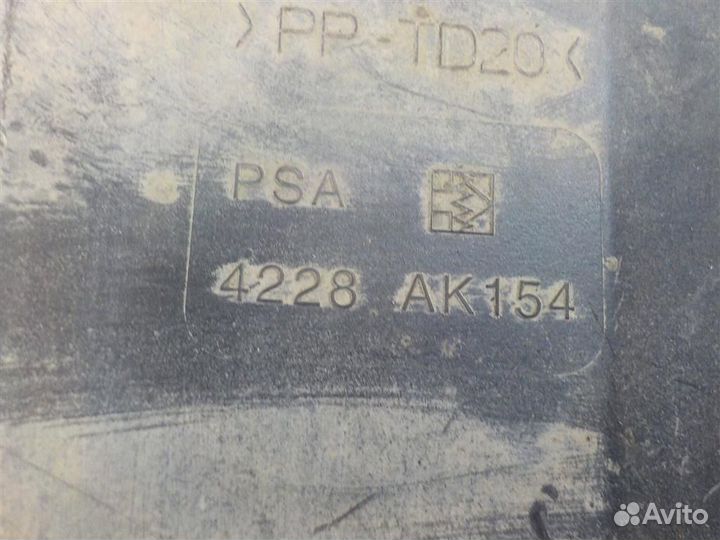 >PP-TD20<
PSA
4228 AK154
Avito